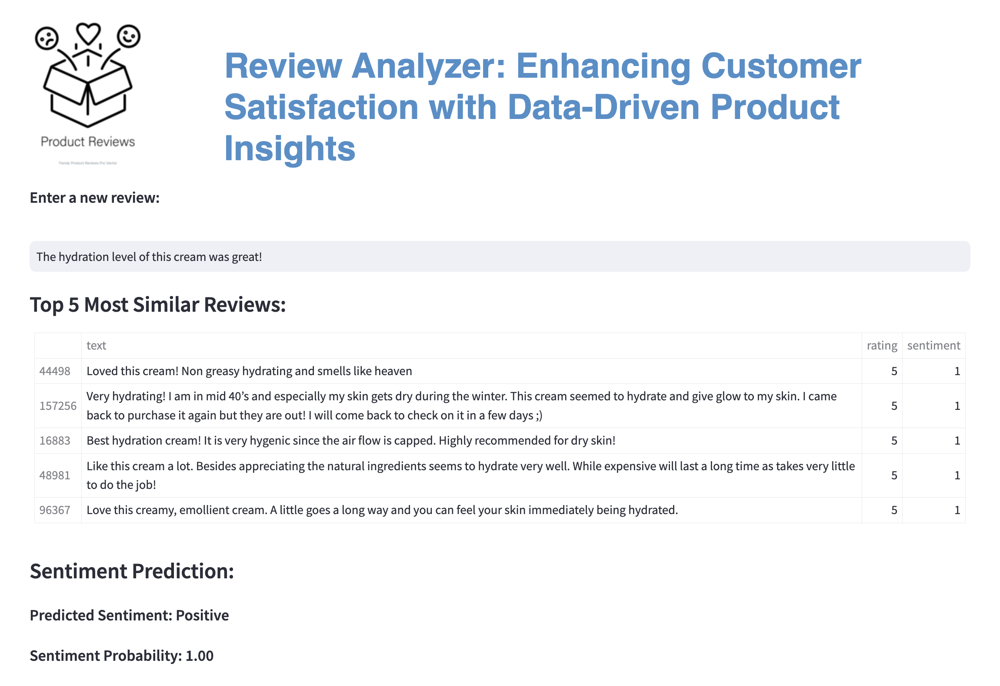 Product Reviews
Trendy Product Reviews Pro Vector
Review Analyzer: Enhancing Customer
Satisfaction with Data-Driven Product
Insights
Enter a new review:
The hydration level of this cream was great!
Top 5 Most Similar Reviews:
text rating sentiment
44498 Loved this cream! Non greasy hydrating and smells like heaven 5 1
157256 Very hydrating! I am in mid 40’s and especially my skin gets dry during the winter. This cream seemed to hydrate and give glow to my skin. I came
back to purchase it again but they are out! I will come back to check on it in a few days ;) 5 1
16883 Best hydration cream! It is very hygenic since the air flow is capped. Highly recommended for dry skin! 5 1
48981 Like this cream a lot. Besides appreciating the natural ingredients seems to hydrate very well. While expensive will last a long time as takes very little
to do the job! 5 1
96367 Love this creamy, emollient cream. A little goes a long way and you can feel your skin immediately being hydrated. 5 1
Sentiment Prediction:
Predicted Sentiment: Positive
Sentiment Probability: 1.00